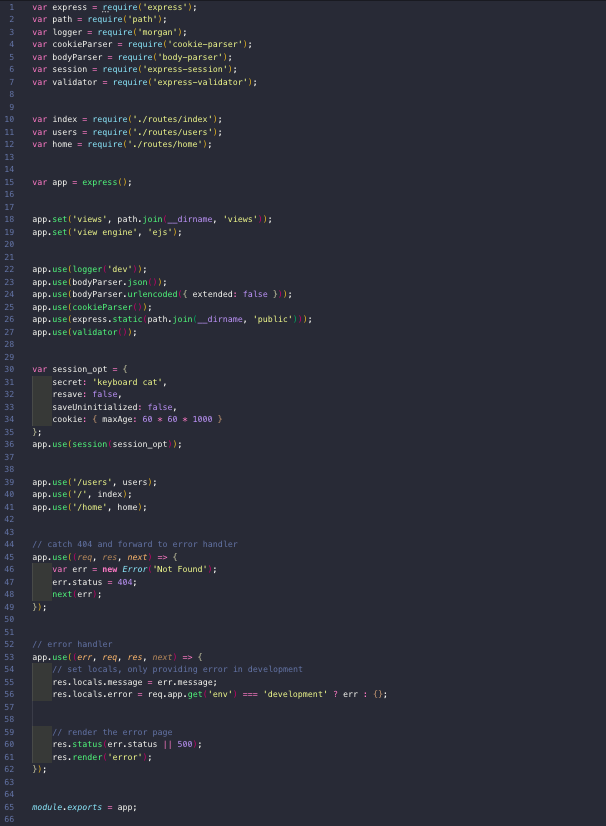 1 var express = require('express');
2 var path = require('path');
3 var logger = require('morgan');
4 var cookieParser = require('cookie-parser');
5 var bodyParser = require('body-parser');
6 var session = require('express-session');
7 var validator = require('express-validator');
8
9
10 var index = require('./routes/index');
11 var users = require('./routes/users');
12 var home = require('./routes/home');
13
14
15 var app = express();
16
17
18 app.set('views', path.join(__dirname, 'views'));
19 app.set('view engine', 'ejs');
20
21
22 app.use(logger('dev'));
23 app.use(bodyParser.json());
24 app.use(bodyParser.urlencoded({ extended: false }));
25 app.use(cookieParser());
26 app.use(express.static(path.join(__dirname, 'public')));
27 app.use(validator());
28
29
30 var session_opt = {
31 secret: 'keyboard cat',
32 resave: false,
33 saveUninitialized: false,
34 cookie: { maxAge: 60 * 60 * 1000 }
35 };
36 app.use(session(session_opt));
37
38
39 app.use('/users', users);
40 app.use('/', index);
41 app.use('/home', home);
42
43
44 // catch 404 and forward to error handler
45 app.use((req, res, next) => {
46 var err = new Error("Not Found");
47 err.status = 404;
48 next(err);
49 });
50
51
52 // error handler
53 app.use((err, req, res, next) => {
54 // set locals, only providing error in development
55 res.locals.message = err.message;
56 res.locals.error = req.app.get('env') === 'development' ? err : {};
57
58
59 // render the error page
60 res.status(err.status || 500);
61 res.render("error");
62 });
63
64
65 module.exports = app;
66